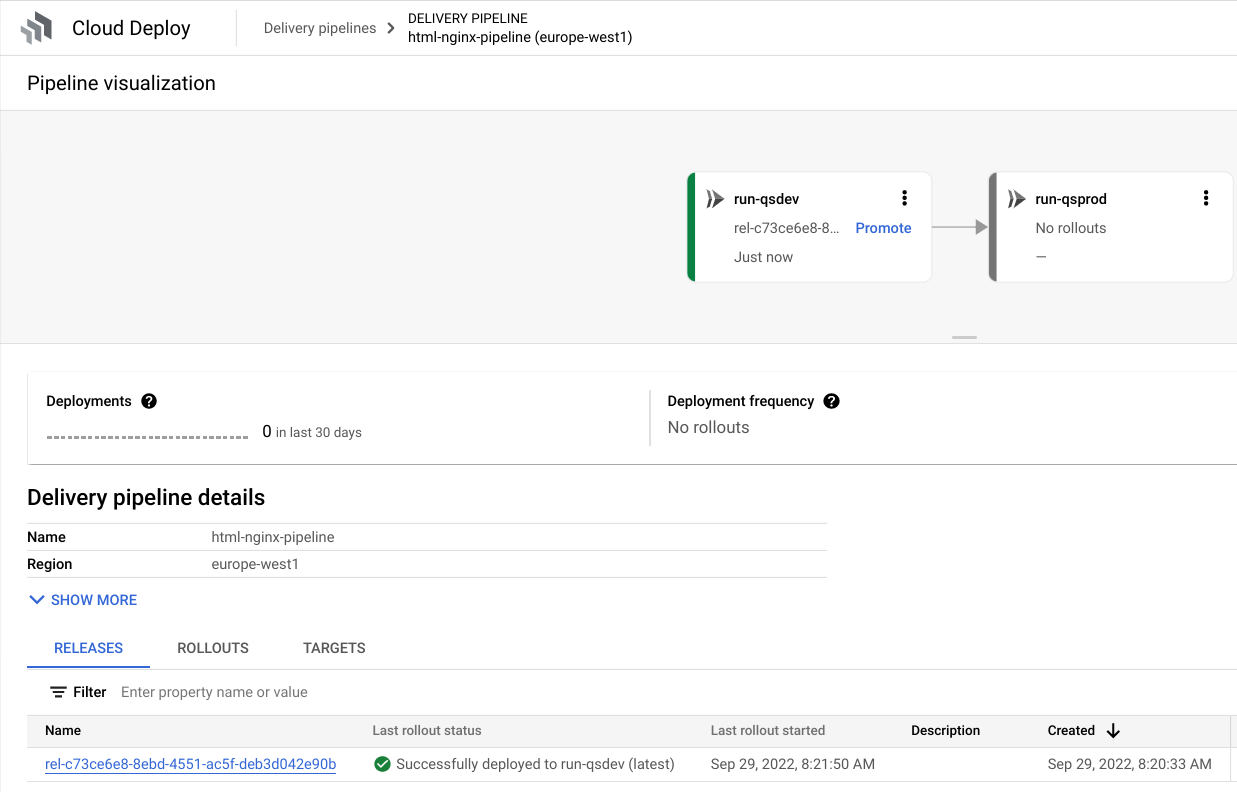 Cloud Deploy
Delivery pipelines
DELIVERY PIPELINE
html-nginx-pipeline (europe-west1)
Pipeline visualization
run-qsdev
rel-c73ce6e8-8... Promote
Just now
run-qsprod
No rollouts
—
Deployments
0 in last 30 days
Deployment frequency
No rollouts
Delivery pipeline details
Name html-nginx-pipeline
Region europe-west1
SHOW MORE
RELEASES ROLLOUTS TARGETS
Filter Enter property name or value
Name Last rollout status Last rollout started Description Created
rel-c73ce6e8-8ebd-4551-ac5f-deb3d042e90b Successfully deployed to run-qsdev (latest) Sep 29, 2022, 8:21:50 AM Sep 29, 2022, 8:20:33 AM